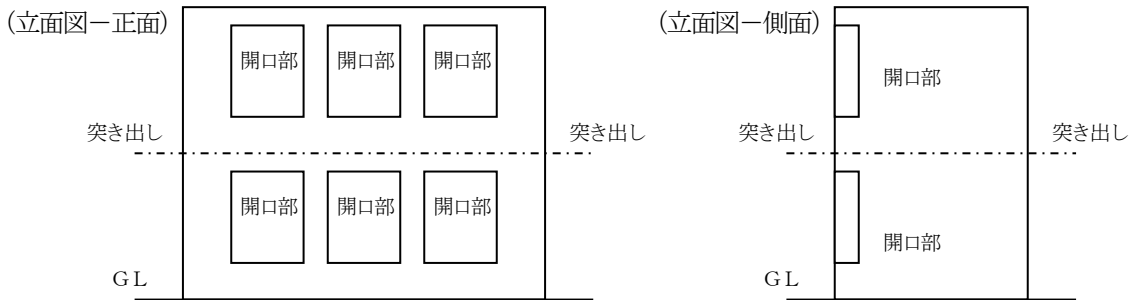 (立面図－正面)
開口部 開口部 開口部
突き出し 突き出し
開口部 開口部 開口部
ＧＬ
(立面図－側面)
開口部
突き出し 突き出し
開口部
ＧＬ